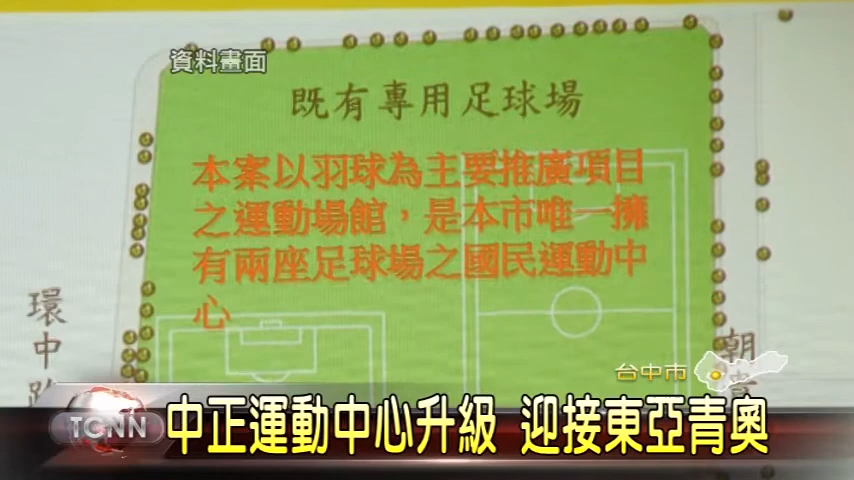 資料畫面
既有專用足球場
本案以羽球為主要推廣項目
之運動場館，是本市唯一擁
有兩座足球場之國民運動中
心
環中路
朝
台中市
TCNN
中正運動中心升級 迎接東亞青奧